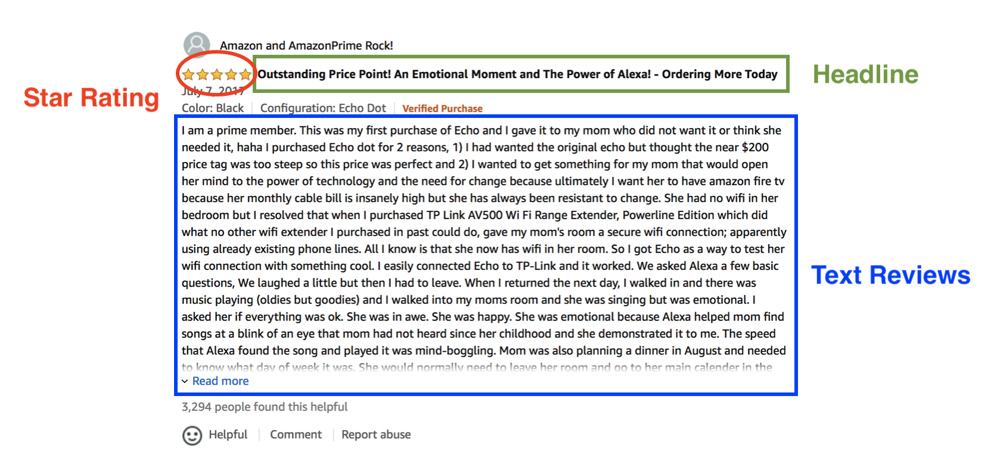 Amazon and AmazonPrime Rock!
Outstanding Price Point! An Emotional Moment and The Power of Alexa! - Ordering More Today
Headline
Star Rating
July 7, 2017
Color: Black | Configuration: Echo Dot | Verified Purchase
I am a prime member. This was my first purchase of Echo and I gave it to my mom who did not want it or think she
needed it, haha I purchased Echo dot for 2 reasons, 1) I had wanted the original echo but thought the near $200
price tag was too steep so this price was perfect and 2) I wanted to get something for my mom that would open
her mind to the power of technology and the need for change because ultimately I want her to have amazon fire tv
because her monthly cable bill is insanely high but she has always been resistant to change. She had no wifi in her
bedroom but I resolved that when I purchased TP Link AV500 Wi Fi Range Extender, Powerline Edition which did
what no other wifi extender I purchased in past could do, gave my mom's room a secure wifi connection; apparently
using already existing phone lines. All I know is that she now has wifi in her room. So I got Echo as a way to test her
wifi connection with something cool. I easily connected Echo to TP-Link and it worked. We asked Alexa a few basic
questions, We laughed a little but then I had to leave. When I returned the next day, I walked in and there was
music playing (oldies but goodies) and I walked into my moms room and she was singing but was emotional. I
asked her if everything was ok. She was in awe. She was happy. She was emotional because Alexa helped mom find
songs at a blink of an eye that mom had not heard since her childhood and she demonstrated it to me. The speed
that Alexa found the song and played it was mind-boggling. Mom was also planning a dinner in August and needed
to know what day of week it was. She would normally need to leave her room and go to her main calender in the
Read more
Text Reviews
3,294 people found this helpful
Helpful | Comment | Report abuse